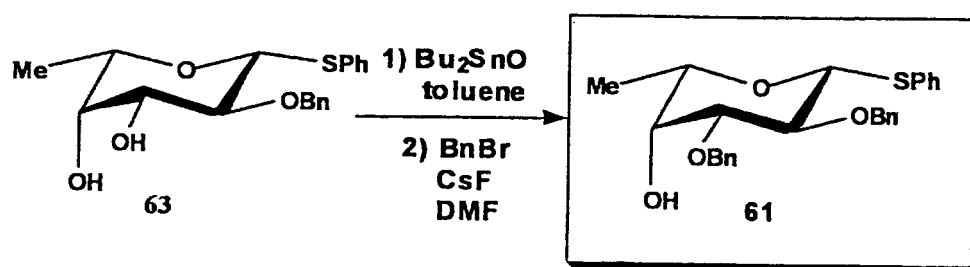 Me
O
SPh
OBn
OH
OH
63
1) Bu₂SnO
toluene
2) BnBr
CsF
DMF
Me
O
SPh
OBn
OBn
OH
61